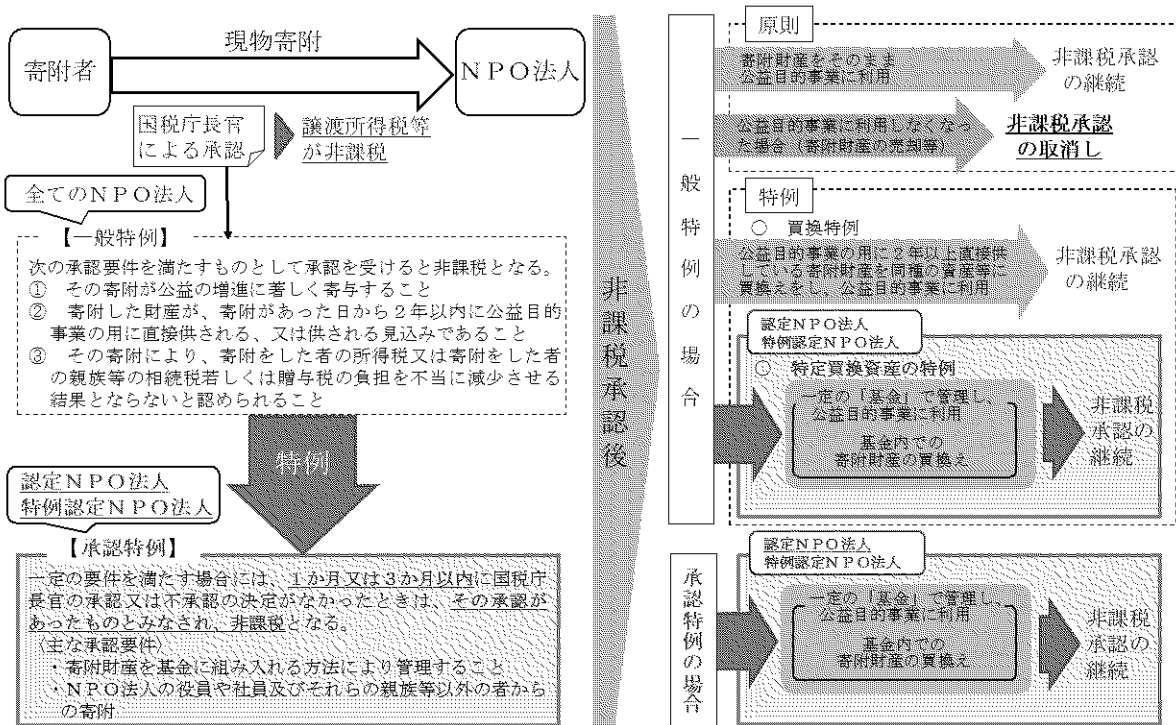 現物寄附
寄附者
NPO法人
国税庁長官
による承認
譲渡所得税等
が非課税
全てのNPO法人
【一般特例】
次の承認要件を満たすものとして承認を受けると非課税となる。
① その寄附が公益の増進に著しく寄与すること
② 寄附した財産が、寄附があった日から2年以内に公益目的
事業の用に直接供される、又は供される見込みであること
③ その寄附により、寄附をした者の所得税又は寄附をした者
の親族等の相続税若しくは贈与税の負担を不当に減少させる
結果とならないと認められること
特例
認定NPO法人
特例認定NPO法人
【承認特例】
一定の要件を満たす場合には、1か月又は3か月以内に国税庁
長官の承認又は不承認の決定がなかったときは、その承認が
あったものとみなされ、非課税となる。
〈主な承認要件〉
・寄附財産を基金に組み入れる方法により管理すること
・NPO法人の役員や社員及びそれらの親族等以外の者から
の寄附
非課税承認後
一般特例の場合
原則
寄附財産をそのまま
公益目的事業に利用
非課税承認
の継続
公益目的事業に利用しなくなっ
た場合(寄附財産の売却等)
非課税承認
の取消し
特例
○ 買換特例
公益目的事業の用に2年以上直接供
している寄附財産を同種の資産等に
買換えをし、公益目的事業に利用
非課税承認
の継続
認定NPO法人
特例認定NPO法人
○ 特定買換資産の特例
一定の「基金」で管理し、
公益目的事業に利用
基金内での
寄附財産の買換え
非課税
承認の
継続
承認特例の場合
認定NPO法人
特例認定NPO法人
一定の「基金」で管理し、
公益目的事業に利用
基金内での
寄附財産の買換え
非課税
承認の
継続